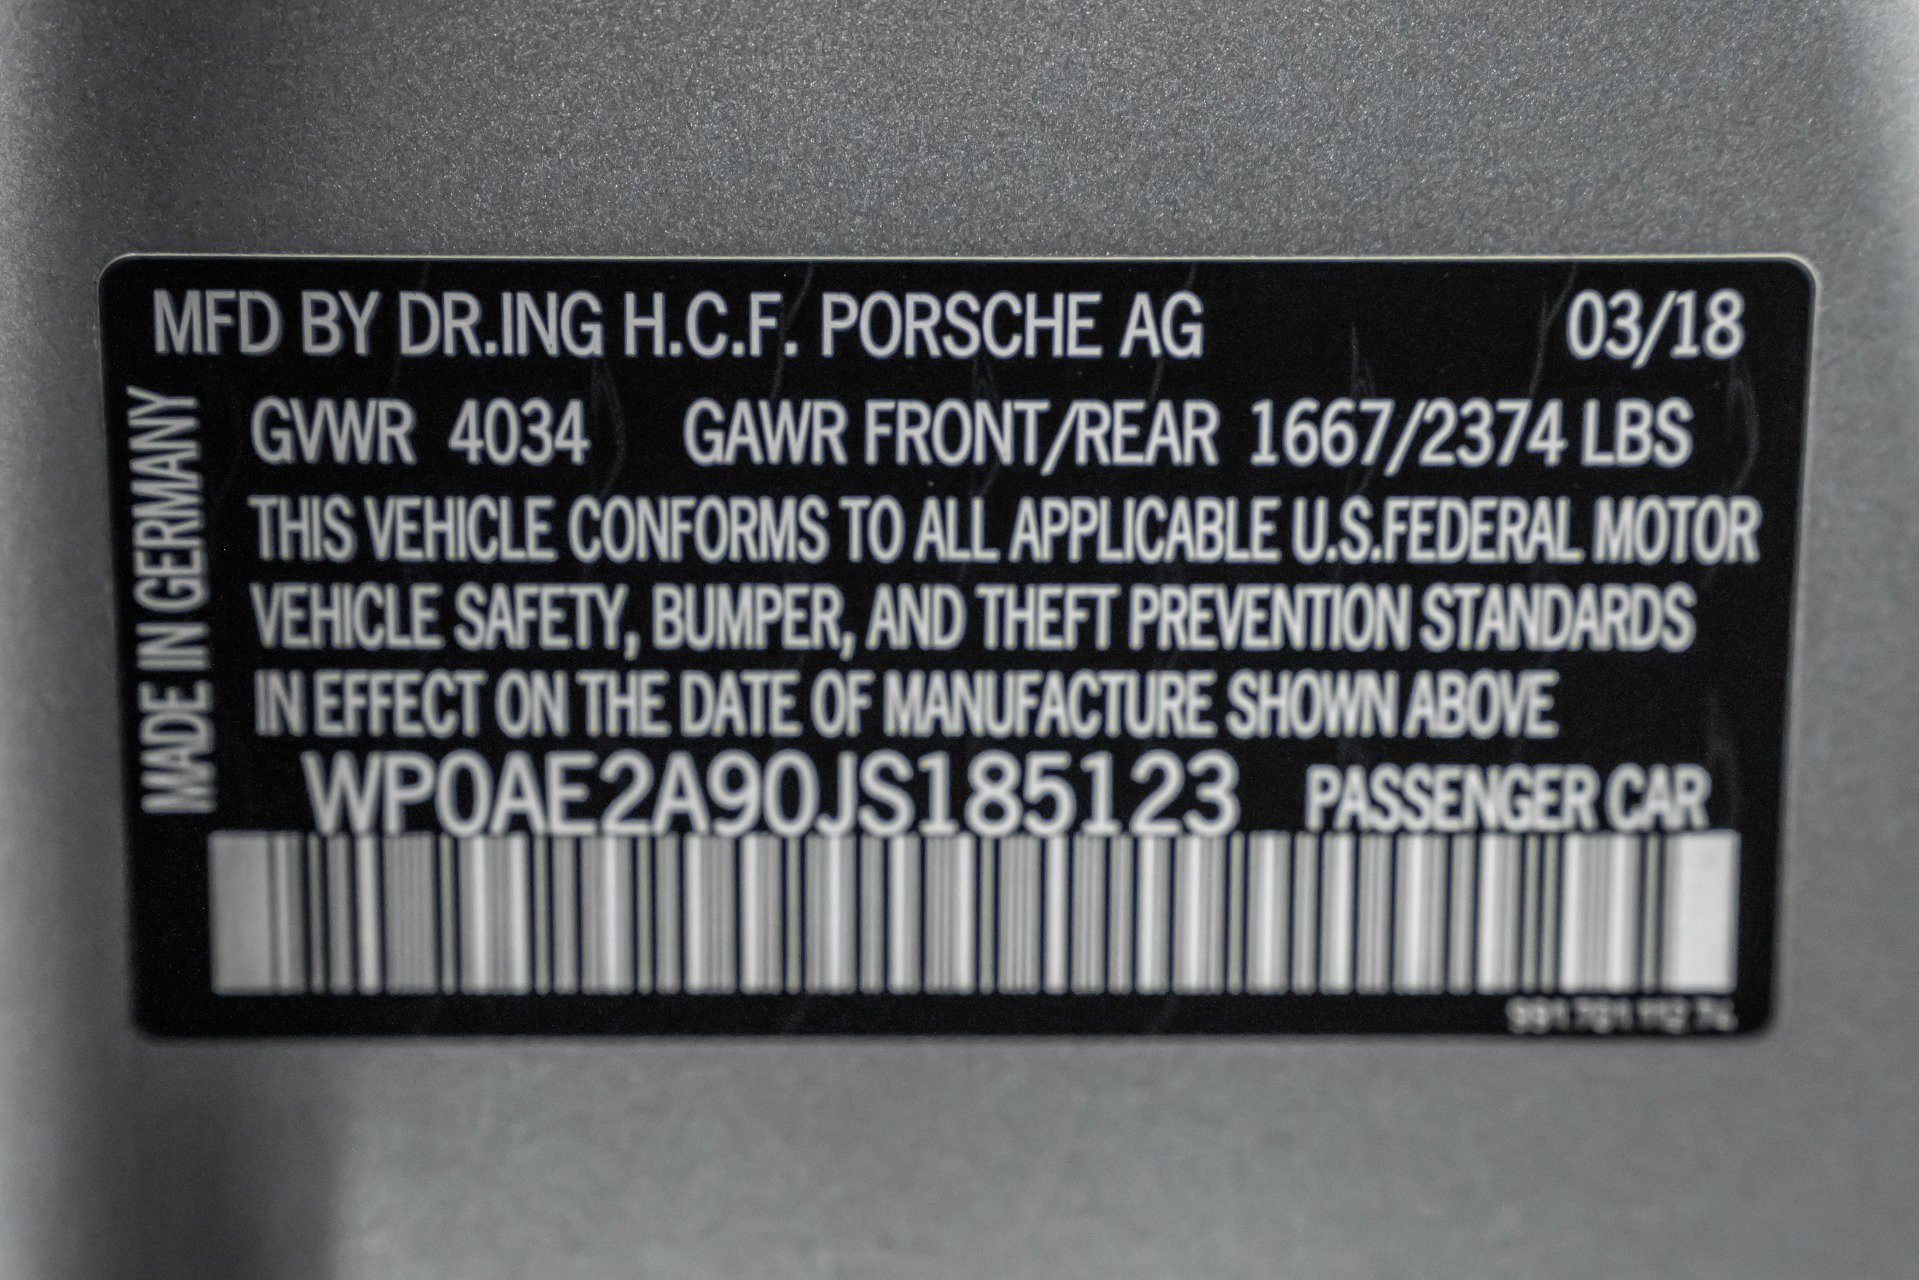 MFD BY DR.ING H.C.F. PORSCHE AG 03/18
GVWR 4034 GAWR FRONT/REAR 1667/2374 LBS
THIS VEHICLE CONFORMS TO ALL APPLICABLE U.S.FEDERAL MOTOR
VEHICLE SAFETY, BUMPER, AND THEFT PREVENTION STANDARDS
IN EFFECT ON THE DATE OF MANUFACTURE SHOWN ABOVE
WP0AE2A90JS185123 PASSENGER CAR
MADE IN GERMANY